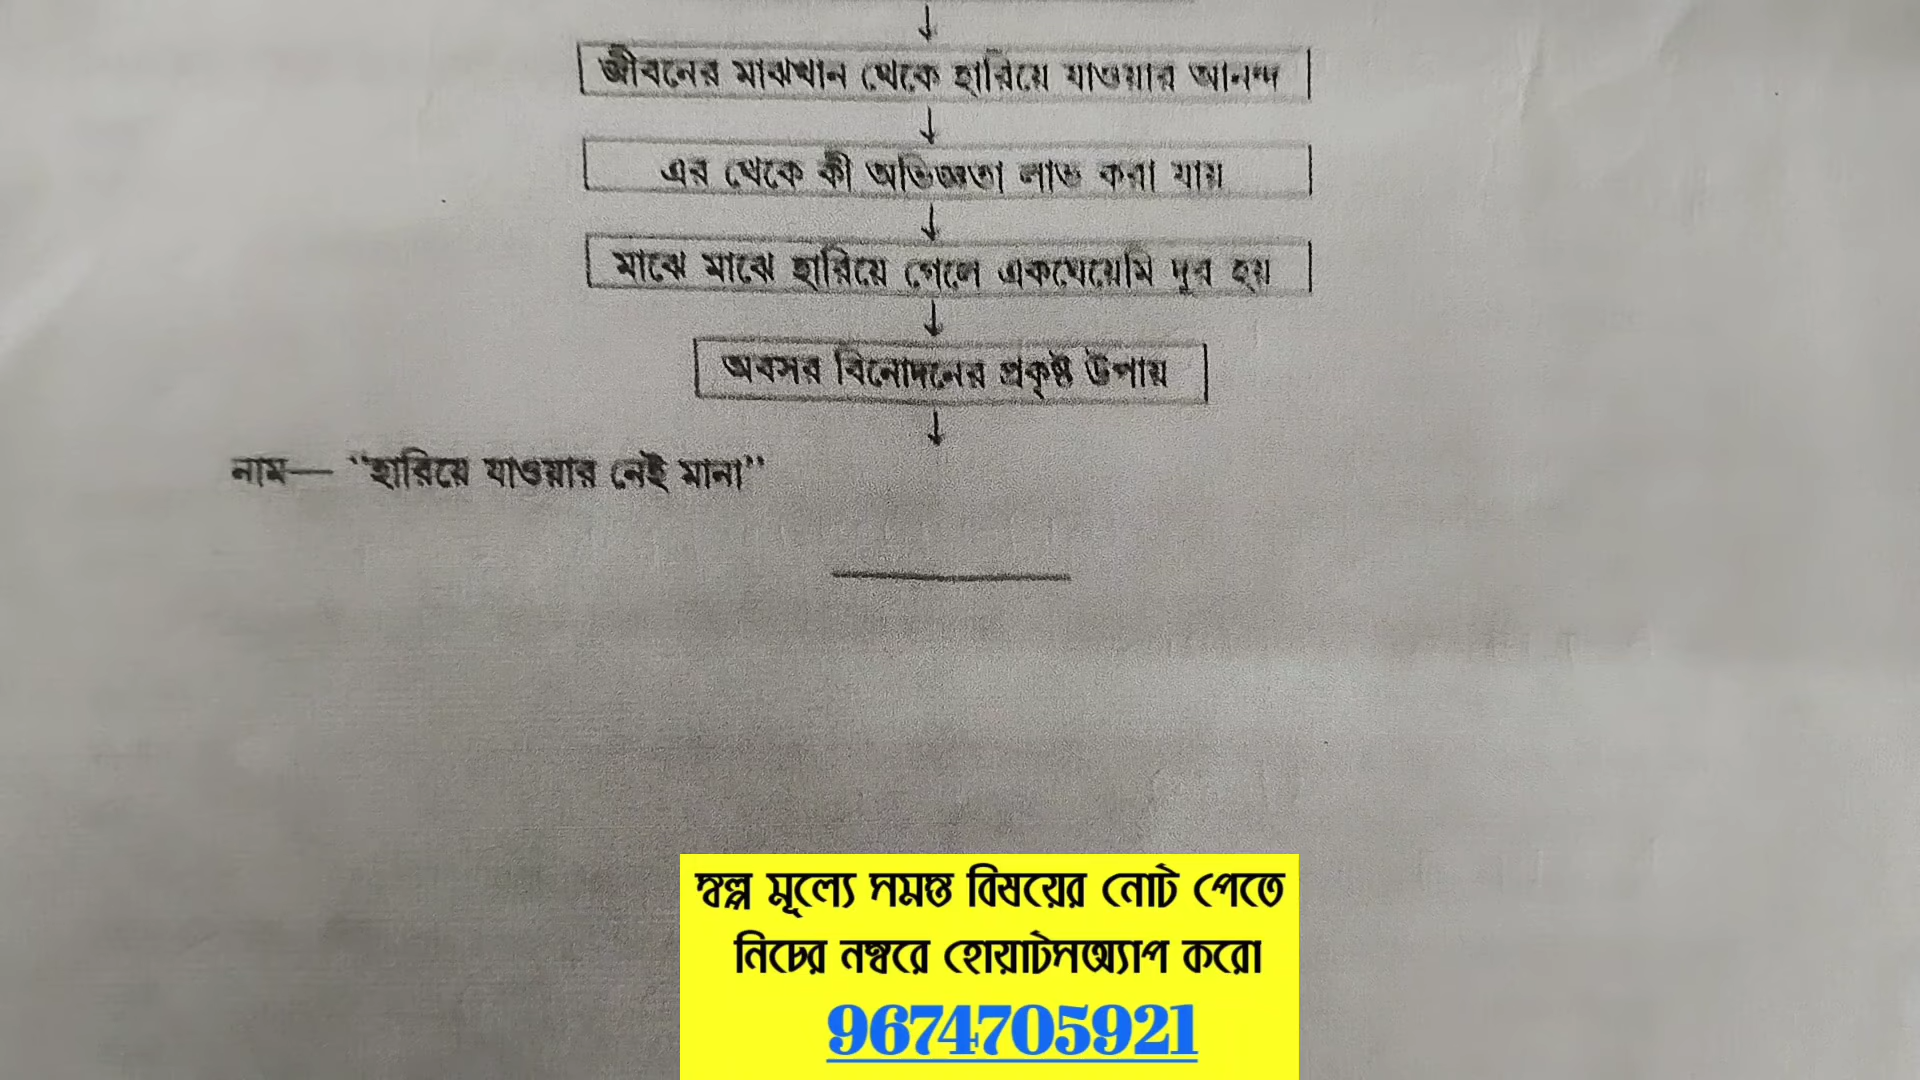 জীবনের মাঝখান থেকে হারিয়ে যাওয়ার আনন্দ
এর থেকে কী অভিজ্ঞতা লাভ করা যায়
মাঝে মাঝে হারিয়ে গেলে একঘেয়েমি দূর হয়
অবসর বিনোদনের প্রকৃষ্ট উপায়
নাম— “হারিয়ে যাওয়ার নেই মানা”
স্বল্প মূল্যে সমস্ত বিষয়ের নোট পেতে
নিচের নম্বরে হোয়াটসঅ্যাপ করো
9674705921